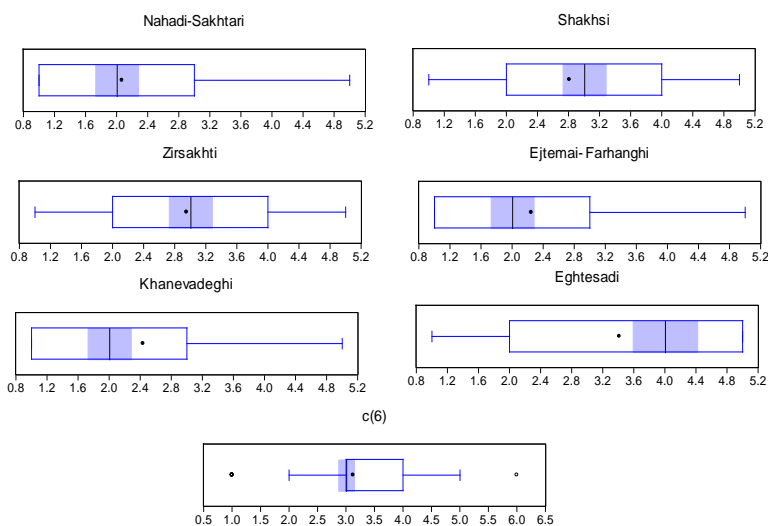 Nahadi-Sakhtari
0.8 1.2 1.6 2.0 2.4 2.8 3.2 3.6 4.0 4.4 4.8 5.2
Shakhsi
0.8 1.2 1.6 2.0 2.4 2.8 3.2 3.6 4.0 4.4 4.8 5.2
Zirsakhti
0.8 1.2 1.6 2.0 2.4 2.8 3.2 3.6 4.0 4.4 4.8 5.2
Ejtemai-Farhanghi
0.8 1.2 1.6 2.0 2.4 2.8 3.2 3.6 4.0 4.4 4.8 5.2
Khanevadeghi
0.8 1.2 1.6 2.0 2.4 2.8 3.2 3.6 4.0 4.4 4.8 5.2
Eghtesadi
0.8 1.2 1.6 2.0 2.4 2.8 3.2 3.6 4.0 4.4 4.8 5.2
c(6)
0.5 1.0 1.5 2.0 2.5 3.0 3.5 4.0 4.5 5.0 5.5 6.0 6.5